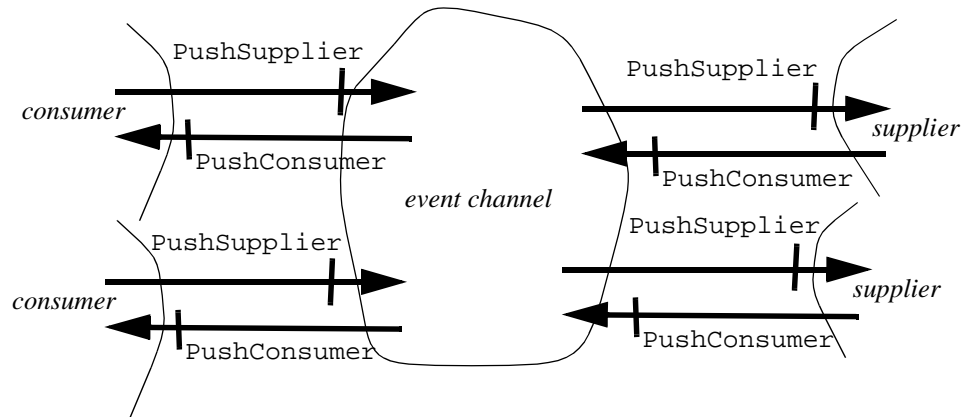 PushSupplier
PushSupplier
consumer
supplier
PushConsumer
PushConsumer
event channel
PushSupplier
PushSupplier
consumer
supplier
PushConsumer
PushConsumer